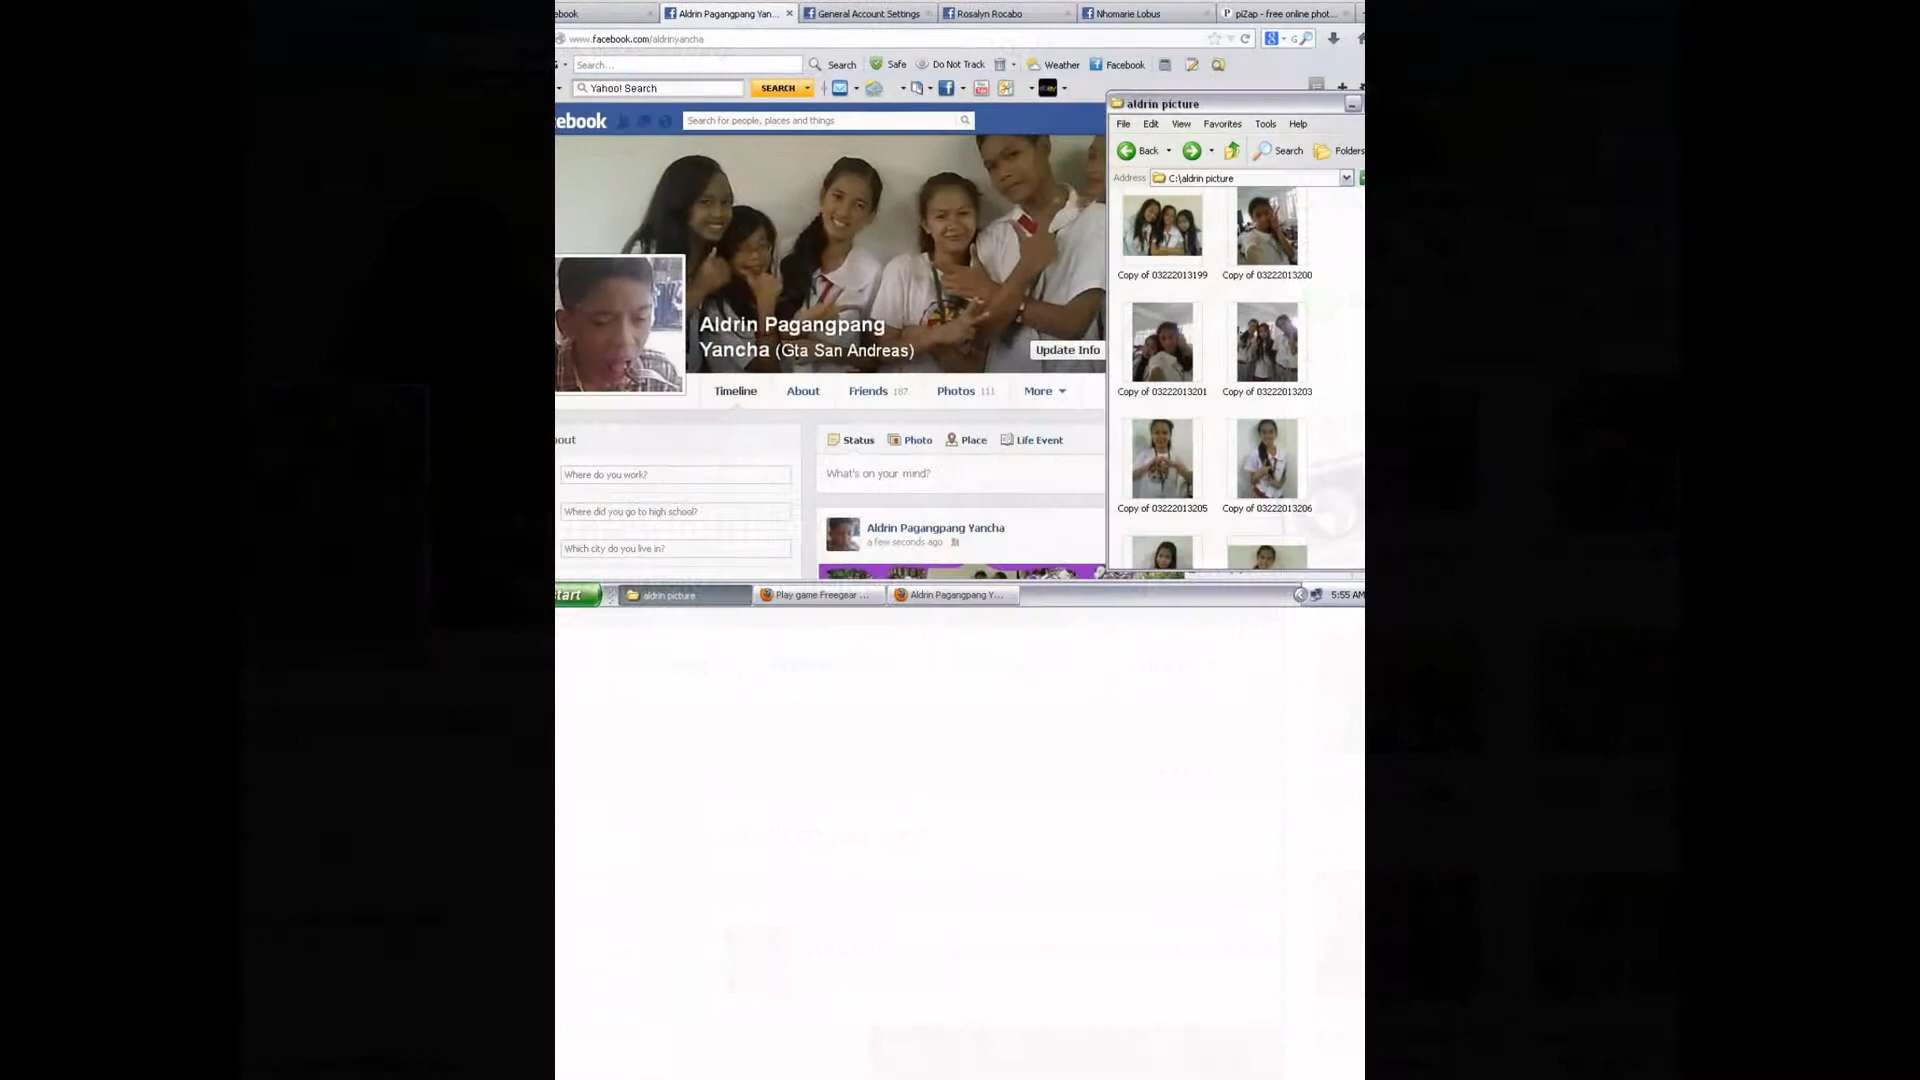 ebook
Aldrin Pagangpang Yan...
General Account Settings
Rosalyn Rocabo
Nhomarie Lobus
piZap - free online phot...
www.facebook.com/aldrinyancha
Search...
Search
Safe
Do Not Track
Weather
Facebook
Yahoo! Search
SEARCH
cebook
Search for people, places and things
aldrin picture
File Edit View Favorites Tools Help
Back
Search
Folders
Address C:\aldrin picture
Copy of 03222013199
Copy of 03222013200
Aldrin Pagangpang
Yancha (Gta San Andreas)
Update Info
Copy of 03222013201
Copy of 03222013203
Timeline
About
Friends 187
Photos 111
More
bout
Status
Photo
Place
Life Event
Where do you work?
What's on your mind?
Where did you go to high school?
Copy of 03222013205
Copy of 03222013206
Aldrin Pagangpang Yancha
a few seconds ago
Which city do you live in?
start
aldrin picture
Play game Freegear ...
Aldrin Pagangpang Y...
5:55 AM